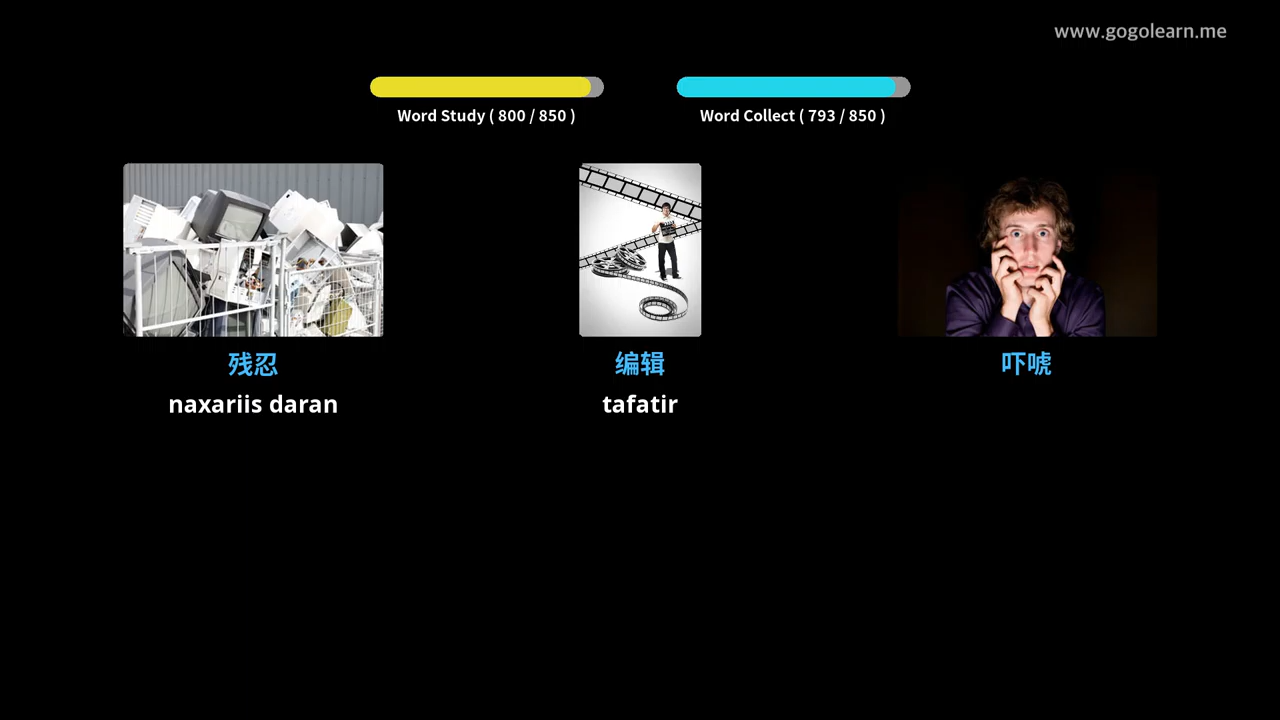 www.gogolearn.me
Word Study ( 800 / 850 )
Word Collect ( 793 / 850 )
残忍
编辑
吓唬
naxariis daran
tafatir